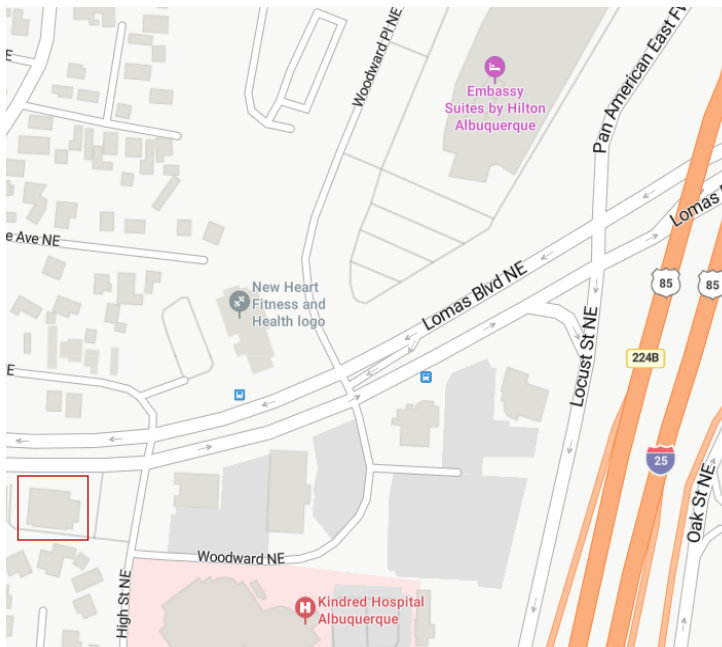 Woodward Pl NE
Pan American East Fw
E
Embassy
Suites by Hilton
Albuquerque
e Ave NE
Lomas
New Heart
Fitness and
Health logo
Lomas Blvd NE
85
85
224B
E
Locust St NE
25
Oak St NE
Woodward NE
High St NE
H
Kindred Hospital
Albuquerque